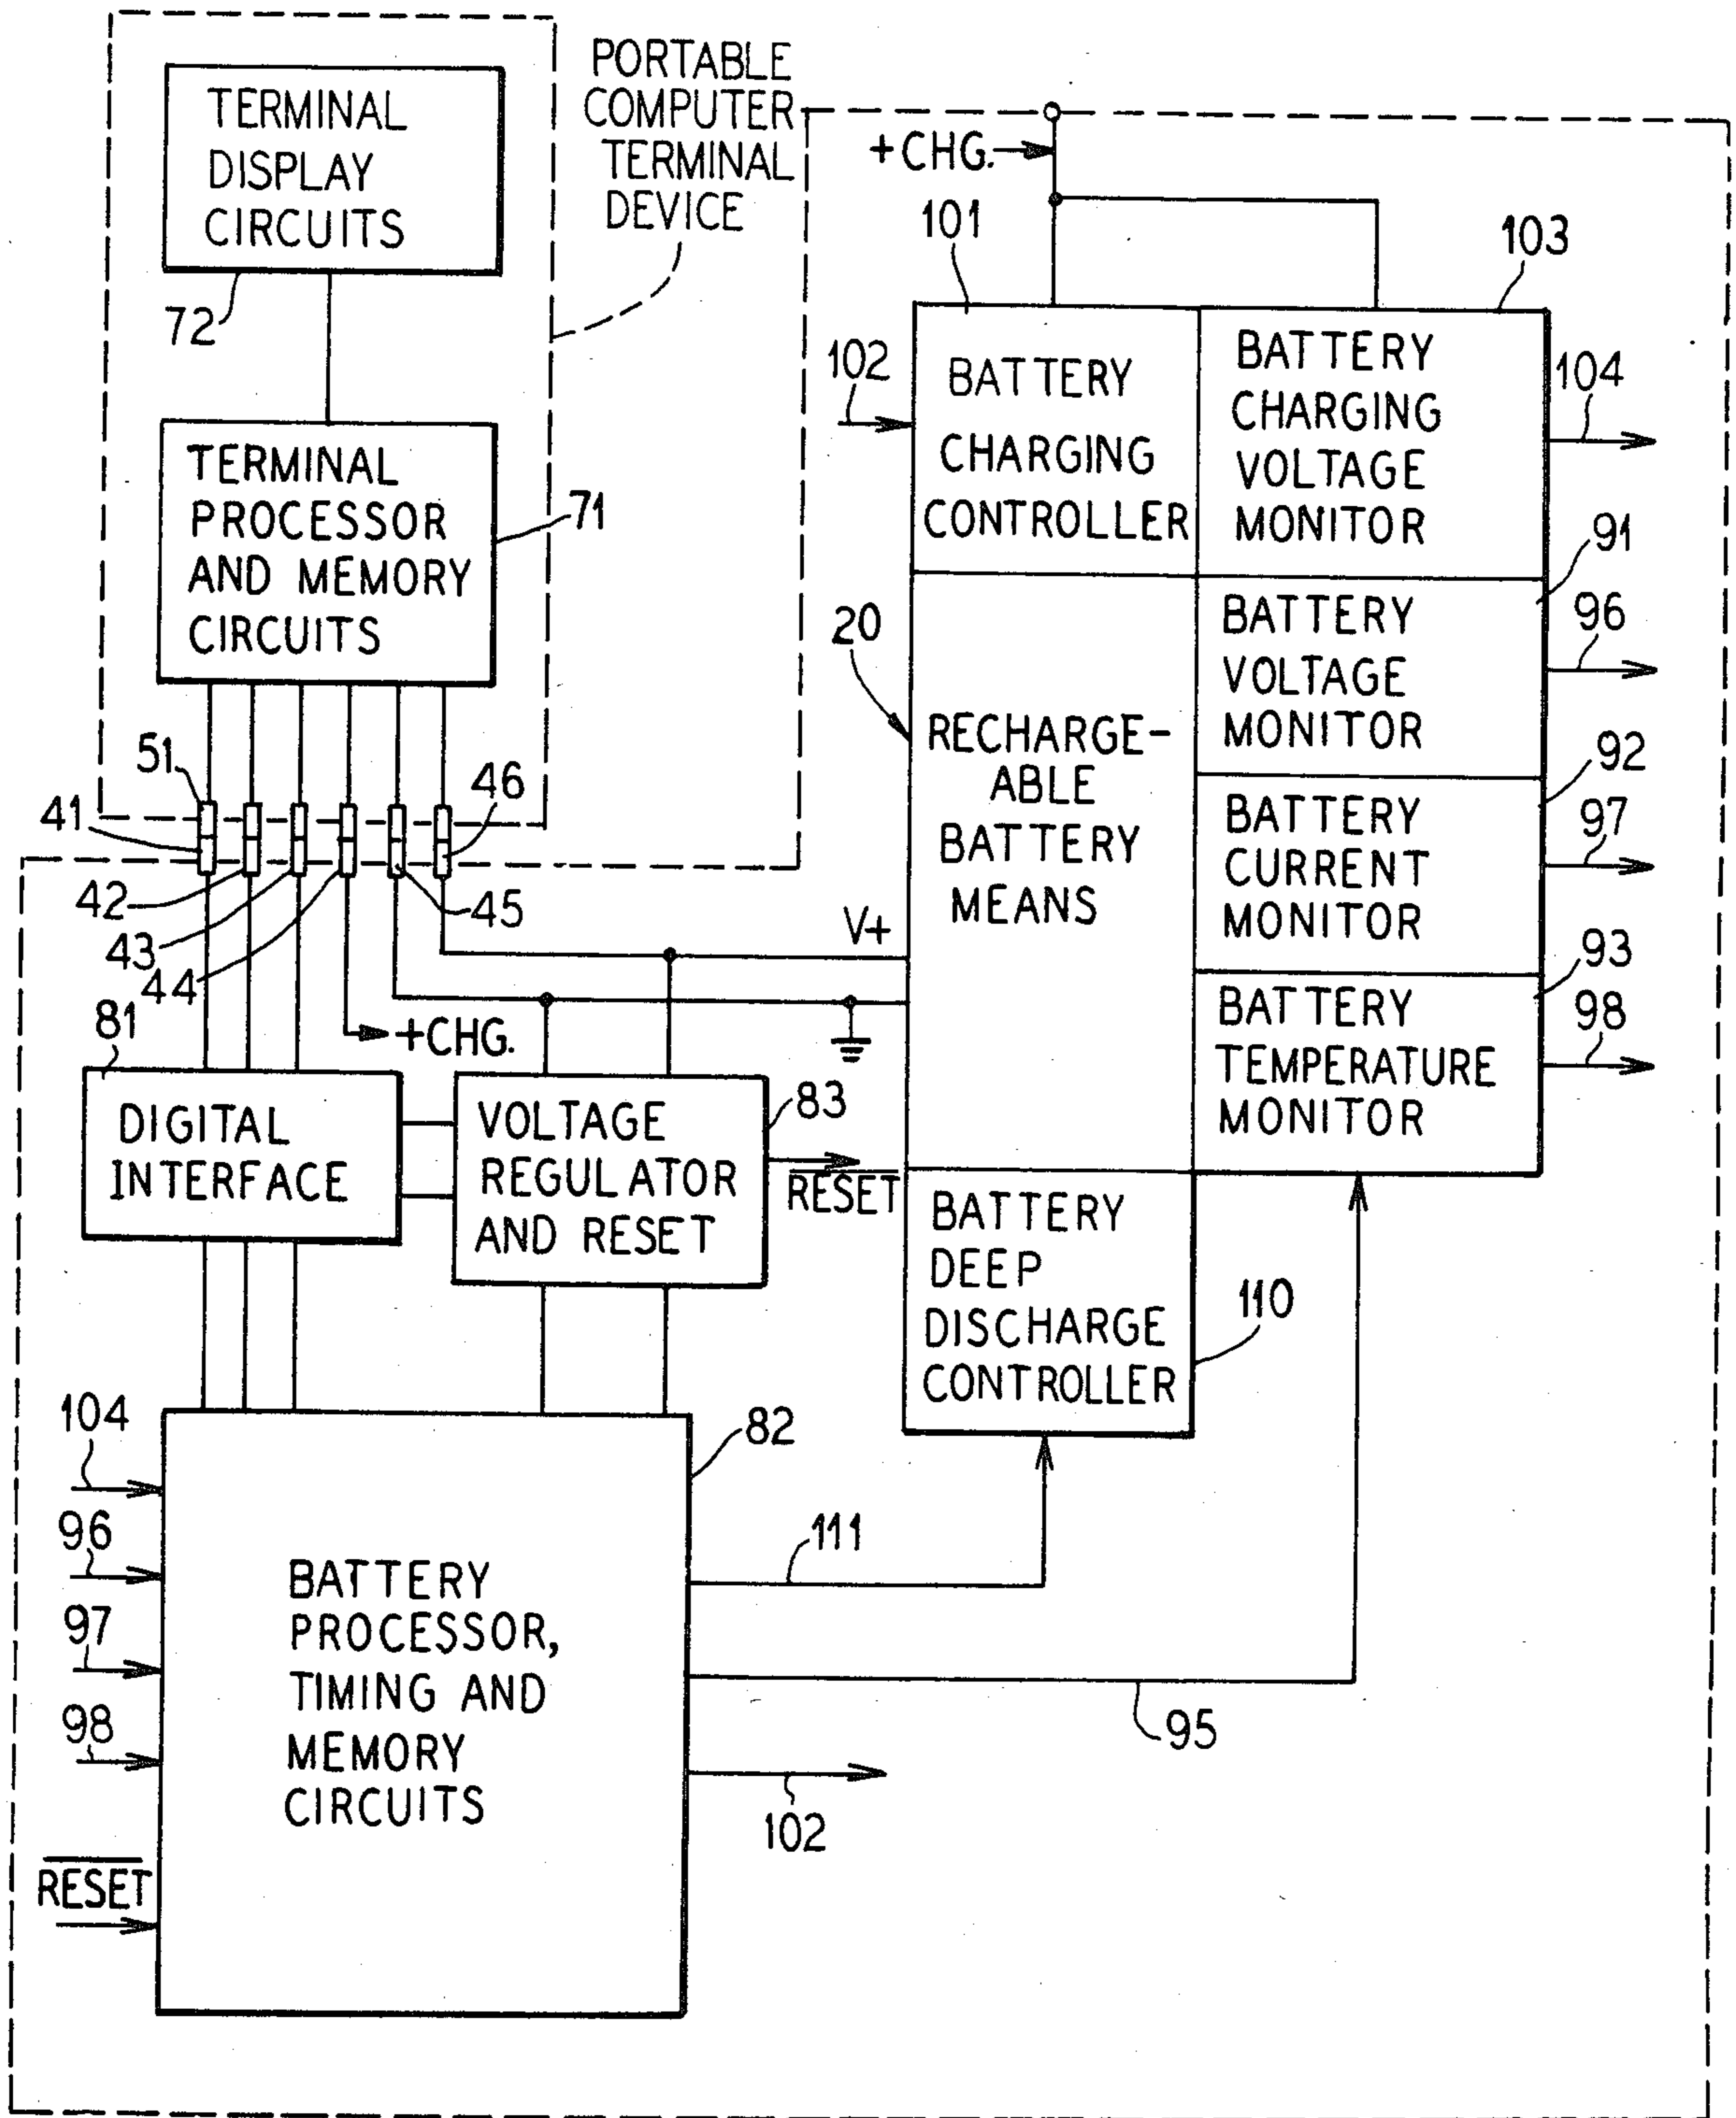 TERMINAL
DISPLAY
CIRCUITS
72
PORTABLE
COMPUTER
TERMINAL
DEVICE
TERMINAL
PROCESSOR
AND MEMORY
CIRCUITS
71
51
41
42
43
44
45
46
+CHG.
V+
81
DIGITAL
INTERFACE
VOLTAGE
REGULATOR
AND RESET
83
RESET
+CHG.
101
103
102
BATTERY
CHARGING
CONTROLLER
BATTERY
CHARGING
VOLTAGE
MONITOR
104
91
20
RECHARGE-
ABLE
BATTERY
MEANS
BATTERY
VOLTAGE
MONITOR
96
92
BATTERY
CURRENT
MONITOR
97
93
BATTERY
TEMPERATURE
MONITOR
98
BATTERY
DEEP
DISCHARGE
CONTROLLER
110
104
96
97
98
RESET
82
BATTERY
PROCESSOR,
TIMING AND
MEMORY
CIRCUITS
111
95
102